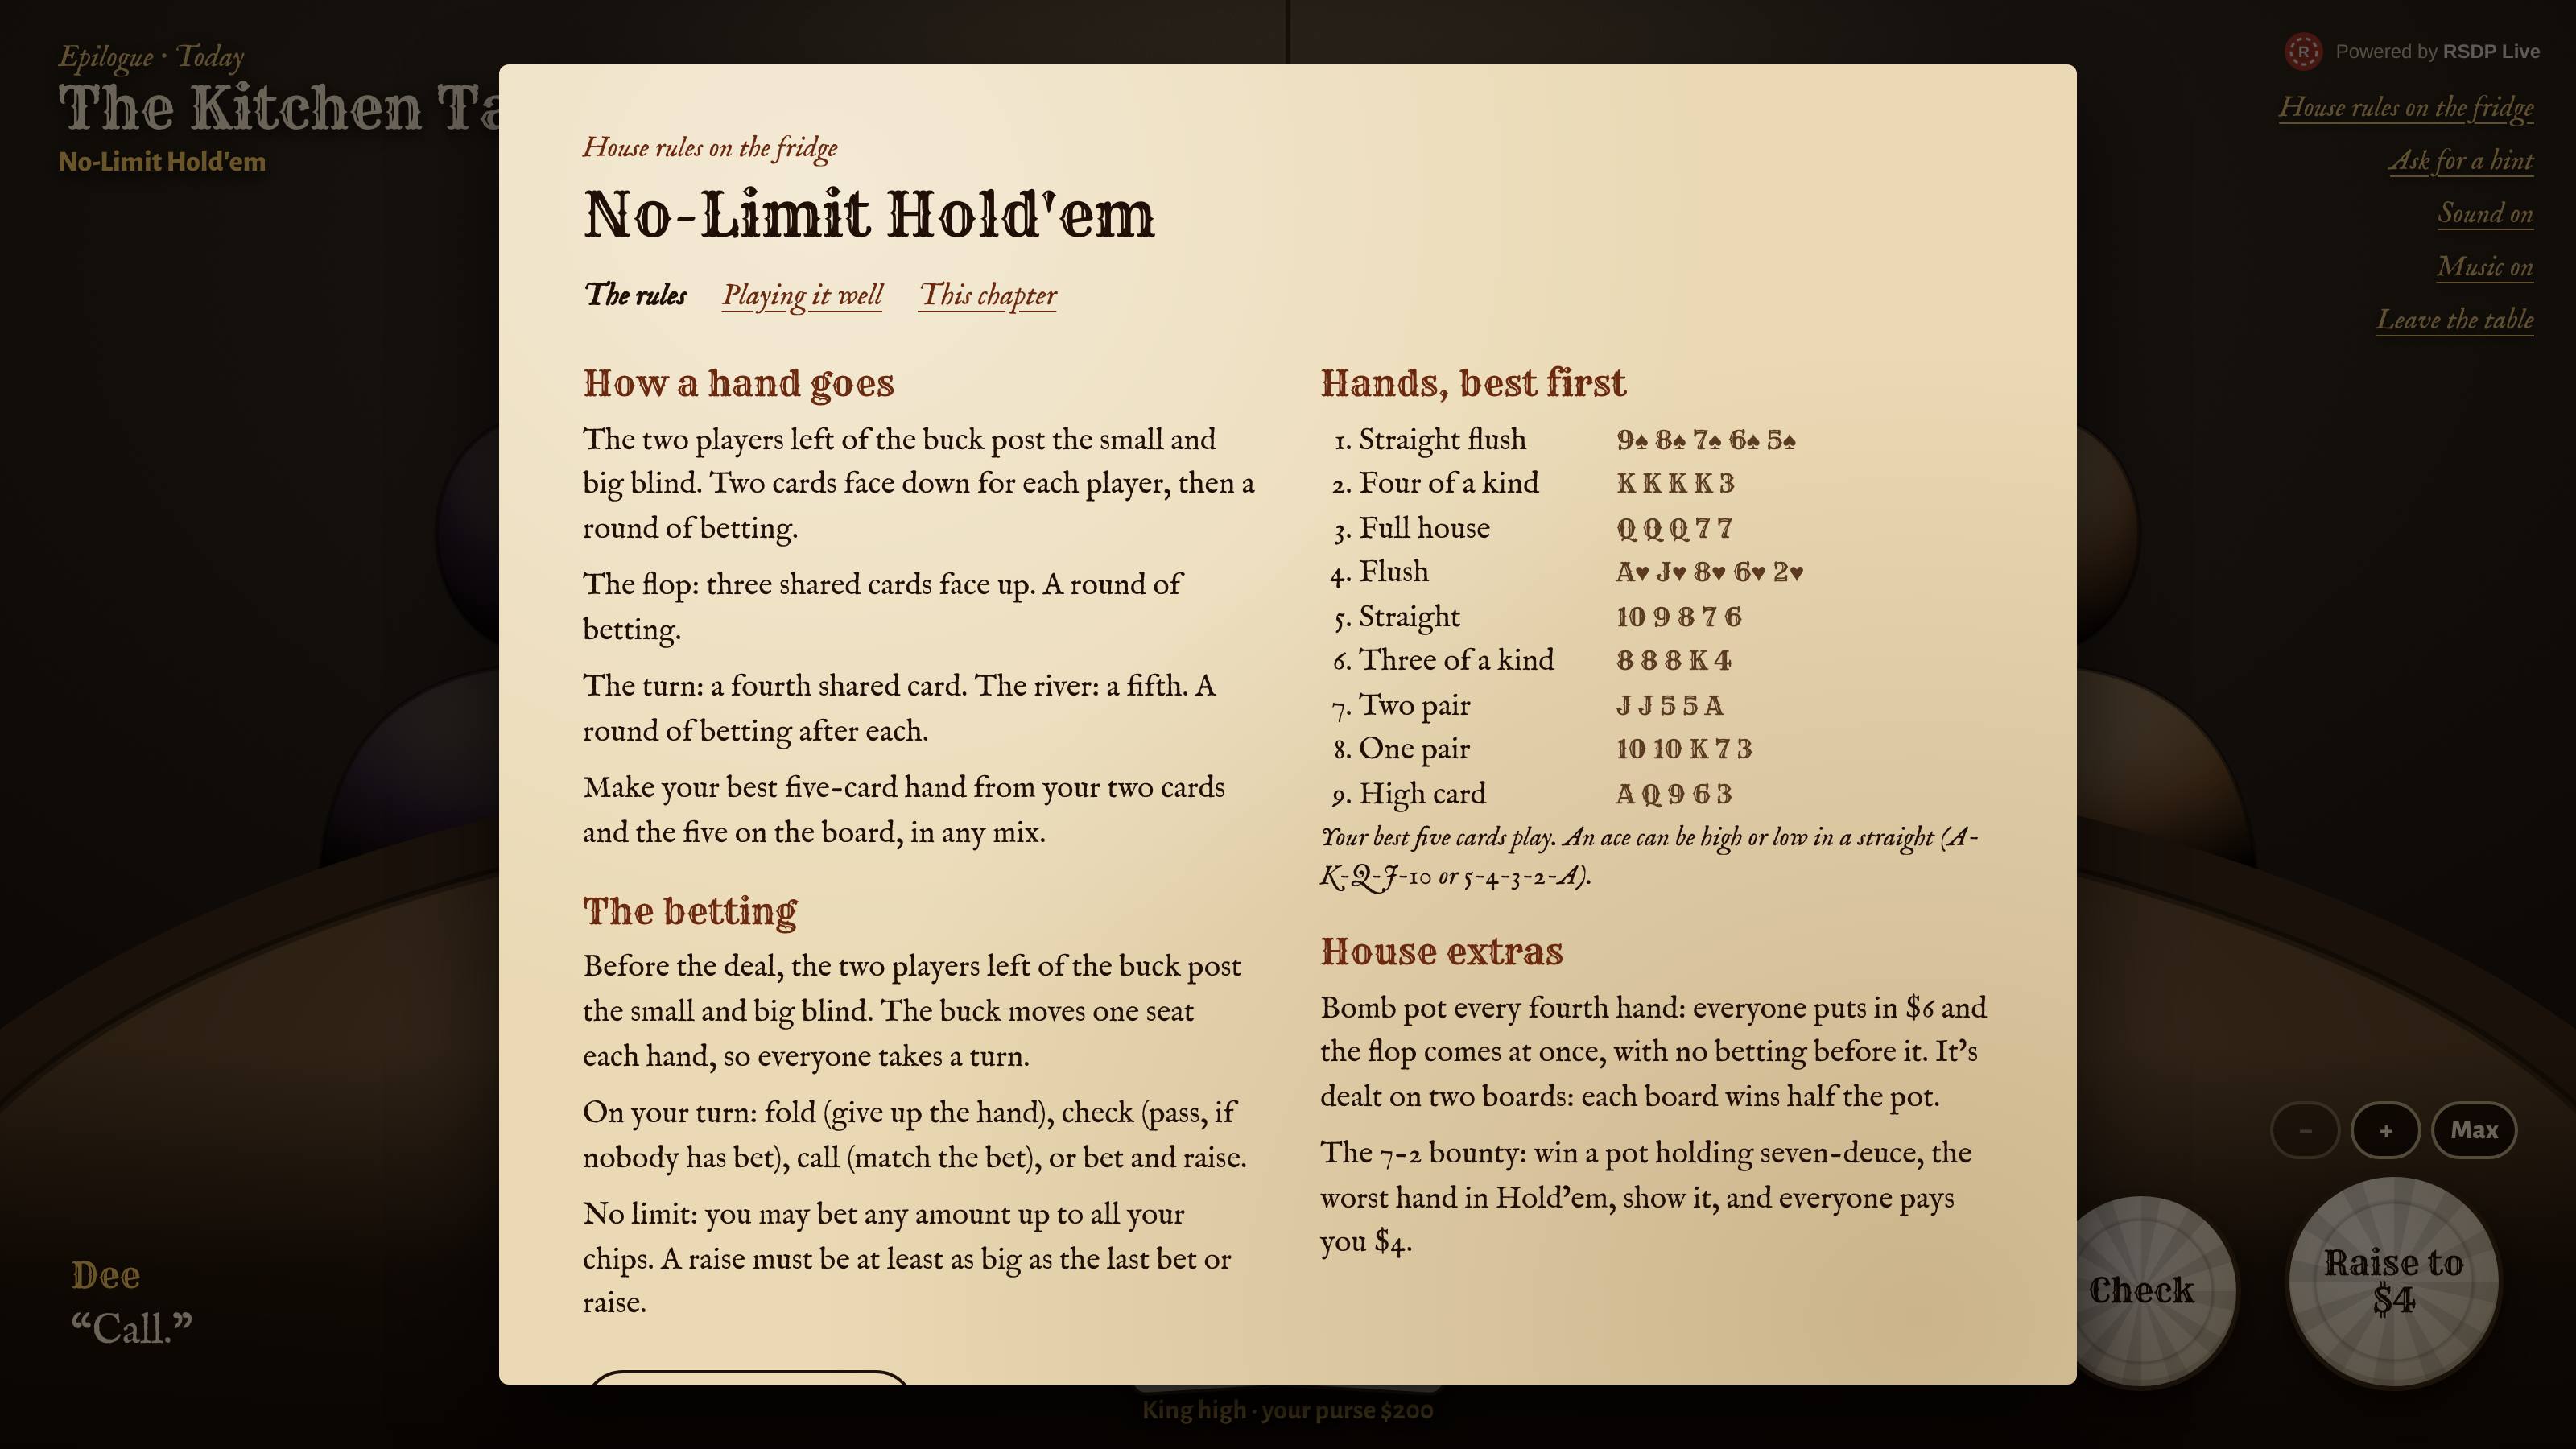 Epilogue · Today
The Kitchen Ta
No-Limit Hold'em
R Powered by RSDP Live
House rules on the fridge
Ask for a hint
Sound on
Music on
Leave the table
House rules on the fridge
No-Limit Hold'em
The rules Playing it well This chapter
How a hand goes
The two players left of the buck post the small and
big blind. Two cards face down for each player, then a
round of betting.
The flop: three shared cards face up. A round of
betting.
The turn: a fourth shared card. The river: a fifth. A
round of betting after each.
Make your best five-card hand from your two cards
and the five on the board, in any mix.
The betting
Before the deal, the two players left of the buck post
the small and big blind. The buck moves one seat
each hand, so everyone takes a turn.
On your turn: fold (give up the hand), check (pass, if
nobody has bet), call (match the bet), or bet and raise.
No limit: you may bet any amount up to all your
chips. A raise must be at least as big as the last bet or
raise.
Hands, best first
1. Straight flush 9♠ 8♠ 7♠ 6♠ 5♠
2. Four of a kind K K K K 3
3. Full house Q Q Q 7 7
4. Flush A♥ J♥ 8♥ 6♥ 2♥
5. Straight 10 9 8 7 6
6. Three of a kind 8 8 8 K 4
7. Two pair J J 5 5 A
8. One pair 10 10 K 7 3
9. High card A Q 9 6 3
Your best five cards play. An ace can be high or low in a straight (A-
K-Q-J-10 or 5-4-3-2-A).
House extras
Bomb pot every fourth hand: everyone puts in $6 and
the flop comes at once, with no betting before it. It's
dealt on two boards: each board wins half the pot.
The 7-2 bounty: win a pot holding seven-deuce, the
worst hand in Hold'em, show it, and everyone pays
you $4.
Dee
“Call.”
− + Max
Check
Raise to
$4
King high · your purse $200